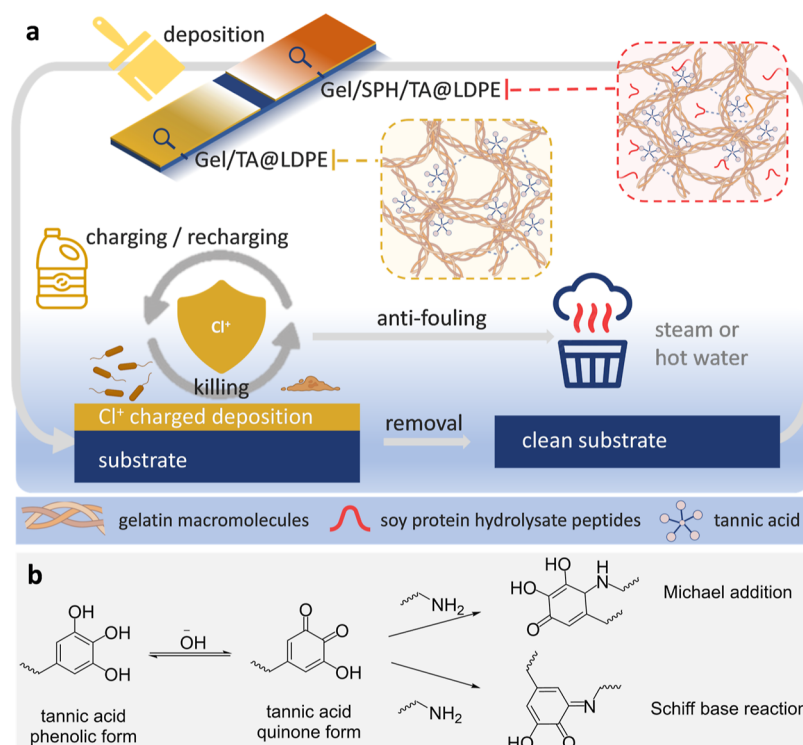 a
deposition
Gel/SPH/TA@LDPE
Gel/TA@LDPE
charging / recharging
Cl⁺
killing
anti-fouling
steam or
hot water
Cl⁺ charged deposition
substrate
removal
clean substrate
gelatin macromolecules
soy protein hydrolysate peptides
tannic acid
b
OH
OH
OH
tannic acid
phenolic form
⁻OH
O
O
OH
tannic acid
quinone form
NH₂
NH₂
HO
HO
O
H
N
Michael addition
N
HO
O
Schiff base reaction